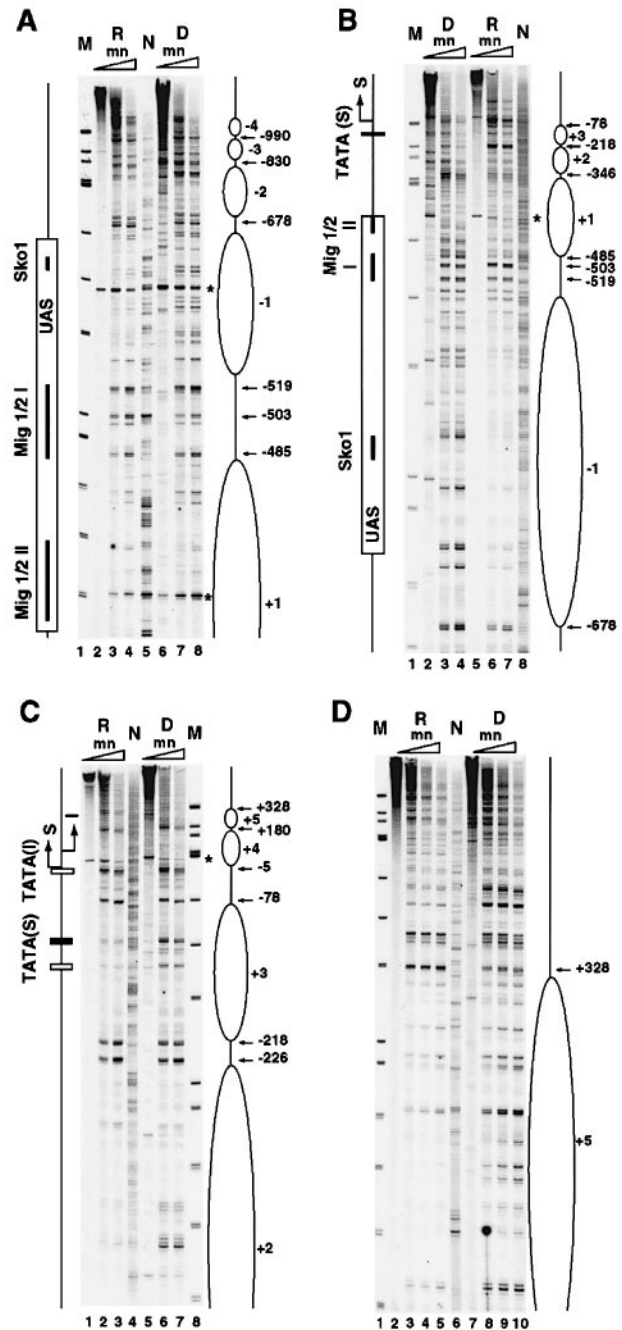 A
M R N D
mn mn
-4
-990
-3
-830
-2
-678
Sko1
UAS
*
-1
-519
Mig 1/2 I
-503
-485
Mig 1/2 II
*
+1
1 2 3 4 5 6 7 8
B
M D R N
mn mn
S
TATA (S)
-78
+3
-218
+2
-346
Mig 1/2
II
*
+1
I
-485
-503
-519
Sko1
UAS
-1
-678
1 2 3 4 5 6 7 8
C
R N D M
mn mn
S
+328
+5
+180
+4
*
TATA(I)
-5
-78
TATA(S)
+3
-218
-226
+2
1 2 3 4 5 6 7 8
D
M R N D
mn mn
+328
+5
1 2 3 4 5 6 7 8 9 10